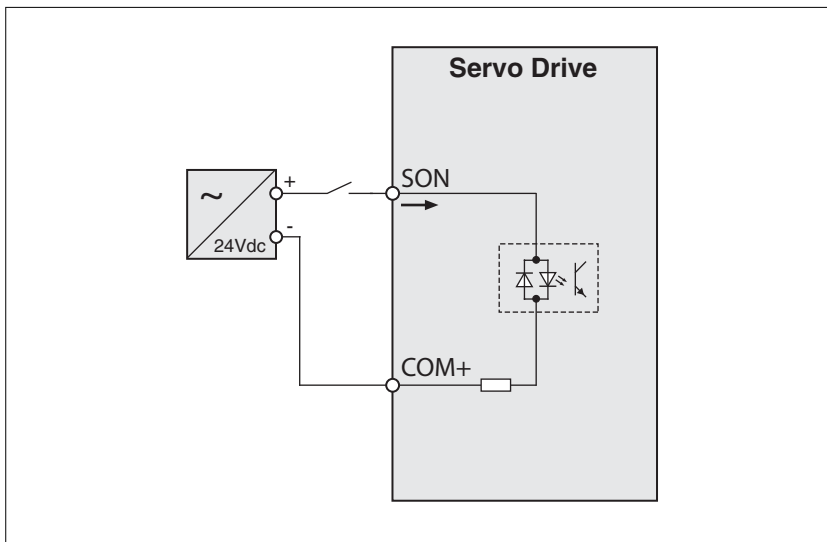 Servo Drive
+
SON
~
-
24Vdc
COM+